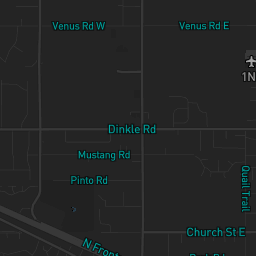 Venus Rd W
Venus Rd E
1N
Dinkle Rd
Mustang Rd
Pinto Rd
Quail Trail
Church St E
N Front